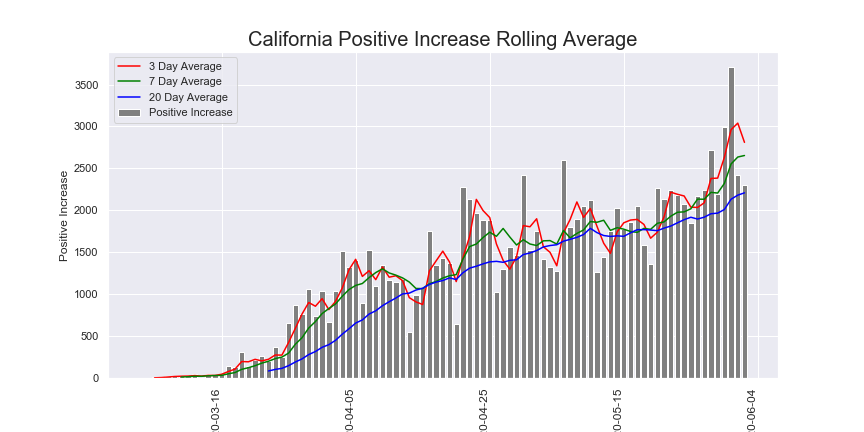 California Positive Increase Rolling Average
3 Day Average
7 Day Average
20 Day Average
Positive Increase
Positive Increase
3500
3000
2500
2000
1500
1000
500
0
0-03-16
0-04-05
0-04-25
0-05-15
0-06-04